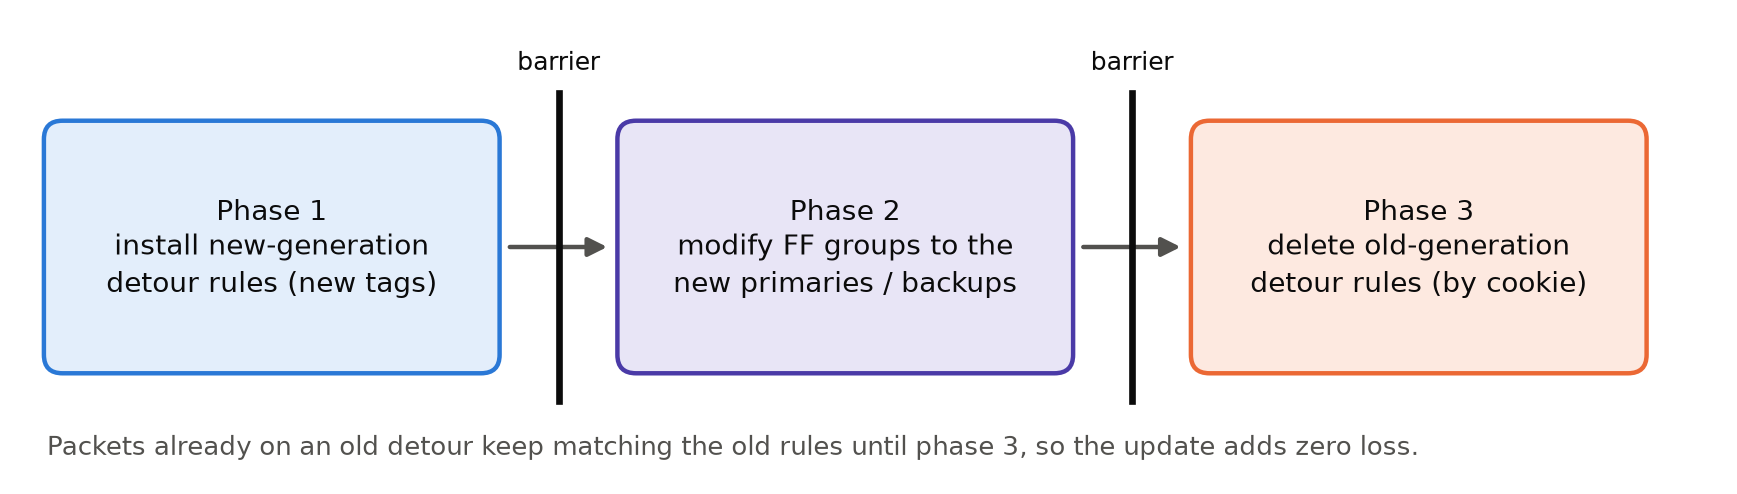 barrier
barrier
Phase 1
install new-generation
detour rules (new tags)
Phase 2
modify FF groups to the
new primaries / backups
Phase 3
delete old-generation
detour rules (by cookie)
Packets already on an old detour keep matching the old rules until phase 3, so the update adds zero loss.